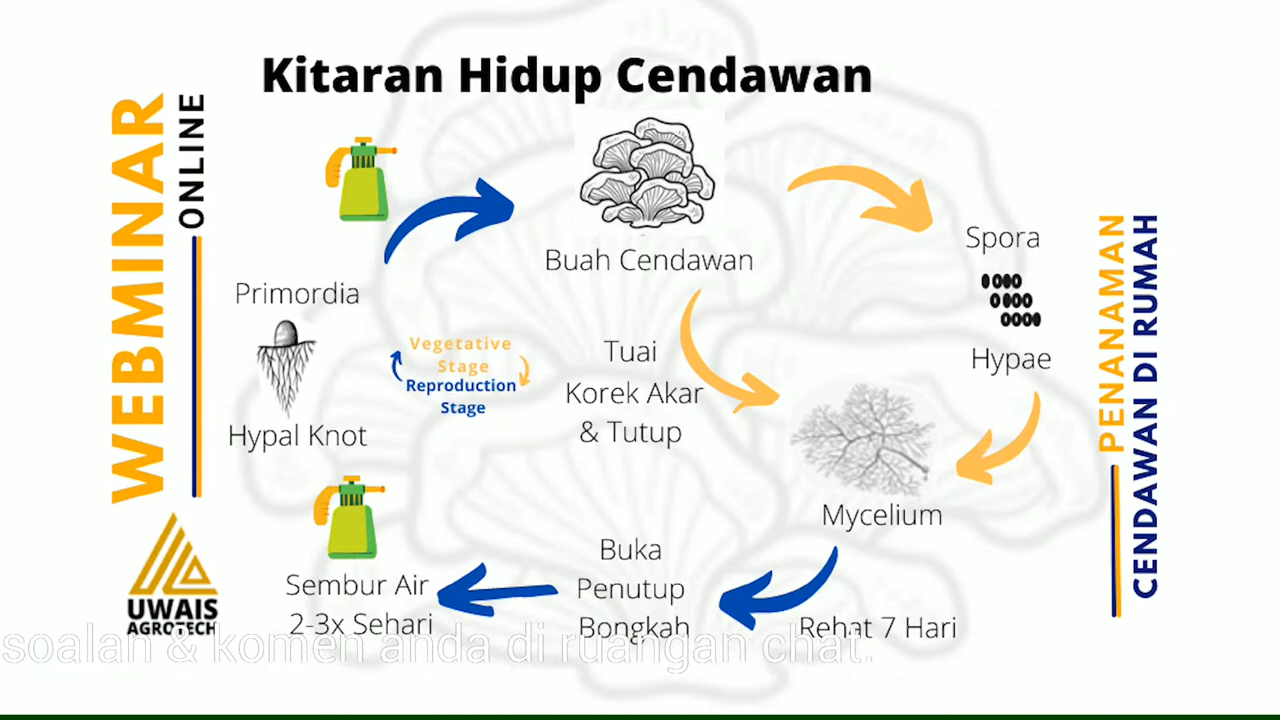 Kitaran Hidup Cendawan
WEBMINAR
ONLINE
Buah Cendawan
Spora
Hypae
Primordia
Hypal Knot
Vegetative
Stage
Reproduction
Stage
Tuai
Korek Akar
& Tutup
Mycelium
Rehat 7 Hari
Buka
Penutup
Bongkah
Sembur Air
2-3x Sehari
PENANAMAN
CENDAWAN DI RUMAH
UWAIS
AGROTECH
soalan & komen anda di ruangan chat.